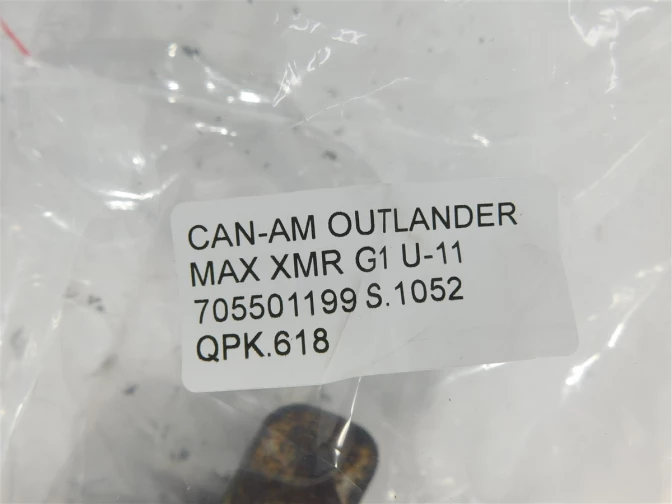 CAN-AM OUTLANDER
MAX XMR G1 U-11
705501199 S.1052
QPK.618